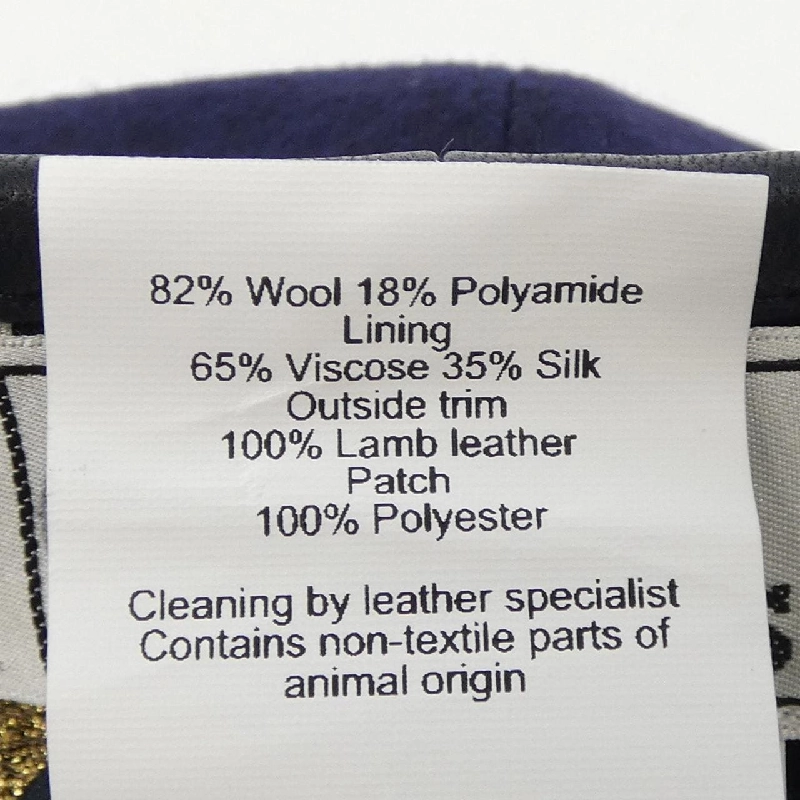 82% Wool 18% Polyamide
Lining
65% Viscose 35% Silk
Outside trim
100% Lamb leather
Patch
100% Polyester
Cleaning by leather specialist
Contains non-textile parts of
animal origin